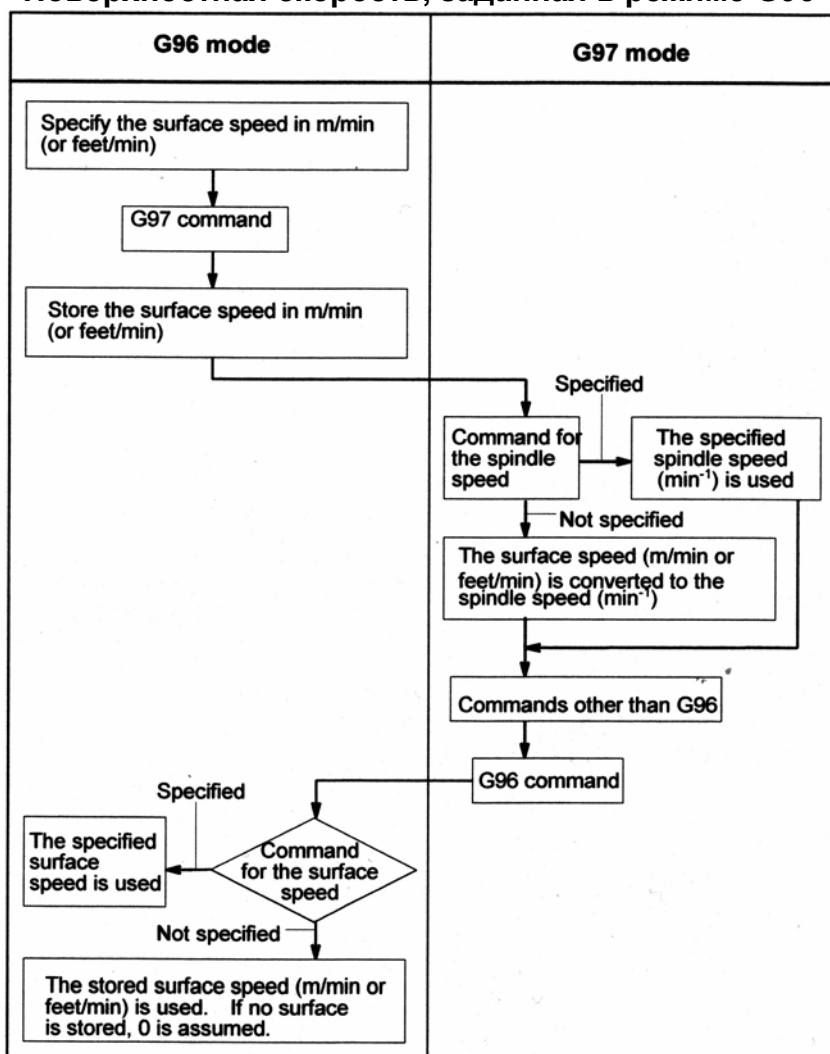 Поверхностная скорость, заданная в режиме
G96 mode
G97 mode
Specify the surface speed in m/min
(or feet/min)
G97 command
Store the surface speed in m/min
(or feet/min)
Specified
Command for
the spindle
speed
The specified
spindle speed
(min⁻¹) is used
Not specified
The surface speed (m/min or
feet/min) is converted to the
spindle speed (min⁻¹)
Commands other than G96
G96 command
Specified
The specified
surface
speed is used
Command
for the surface
speed
Not specified
The stored surface speed (m/min or
feet/min) is used. If no surface
is stored, 0 is assumed.